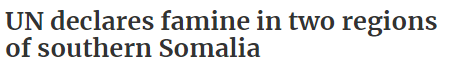 UN declares famine in two regions
of southern Somalia